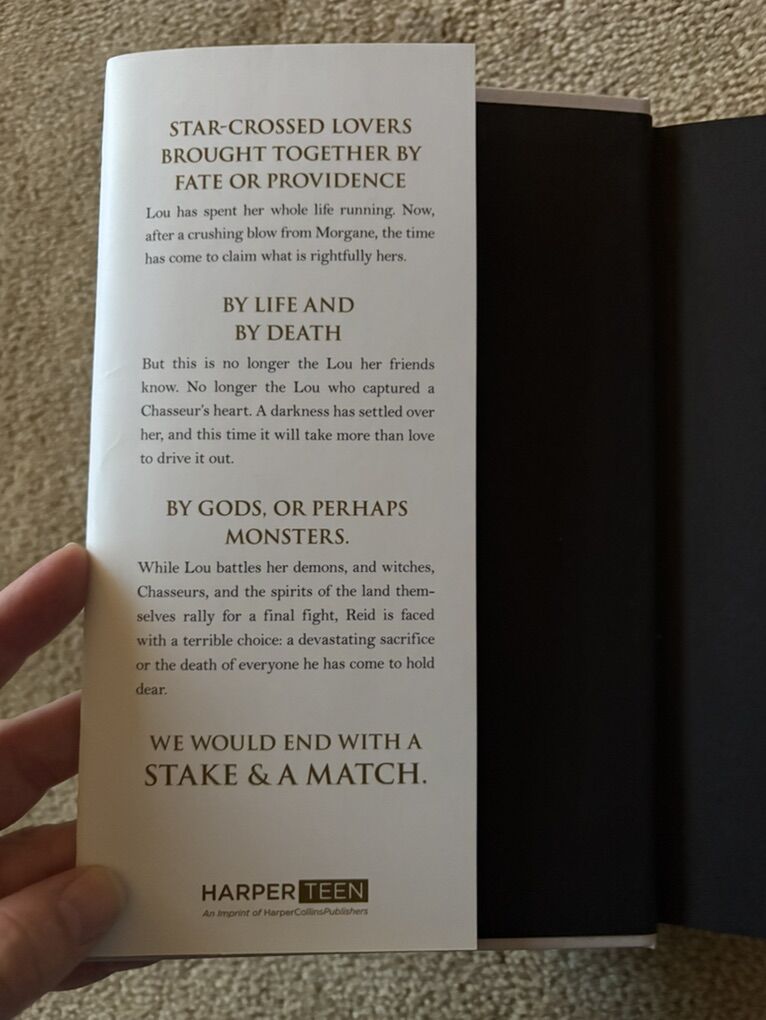 STAR-CROSSED LOVERS
BROUGHT TOGETHER BY
FATE OR PROVIDENCE
Lou has spent her whole life running. Now,
after a crushing blow from Morgane, the time
has come to claim what is rightfully hers.
BY LIFE AND
BY DEATH
But this is no longer the Lou her friends
know. No longer the Lou who captured a
Chasseur's heart. A darkness has settled over
her, and this time it will take more than love
to drive it out.
BY GODS, OR PERHAPS
MONSTERS.
While Lou battles her demons, and witches,
Chasseurs, and the spirits of the land them-
selves rally for a final fight, Reid is faced
with a terrible choice: a devastating sacrifice
or the death of everyone he has come to hold
dear.
WE WOULD END WITH A
STAKE & A MATCH.
HARPER TEEN
An Imprint of HarperCollinsPublishers